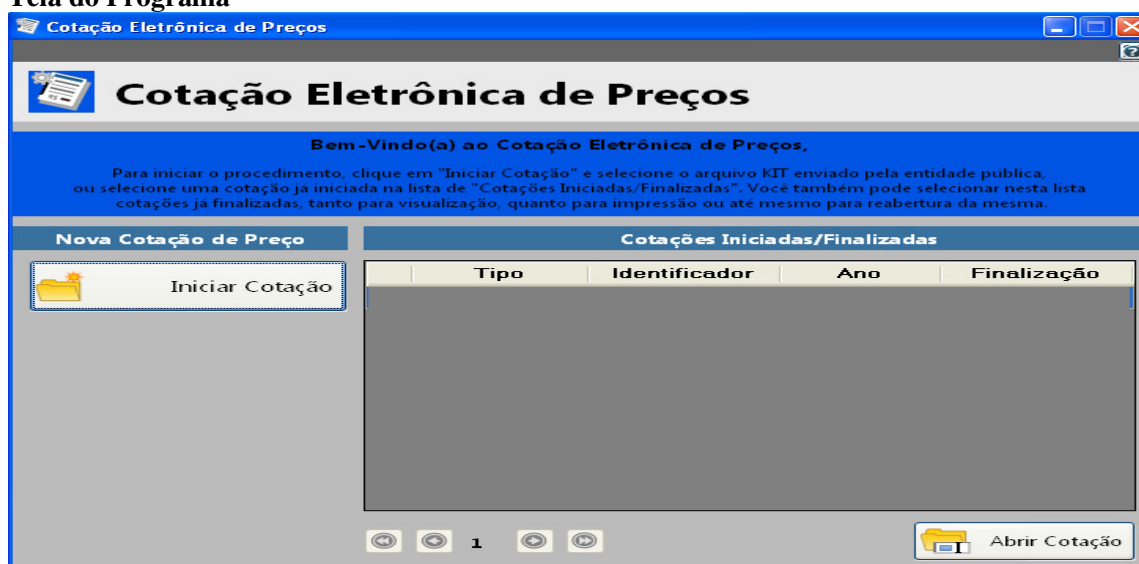 Tela do Programa
Cotação Eletrônica de Preços
Cotação Eletrônica de Preços
Bem-Vindo(a) ao Cotação Eletrônica de Preços,
Para iniciar o procedimento, clique em "Iniciar Cotação" e selecione o arquivo KIT enviado pela entidade publica,
ou selecione uma cotação já iniciada na lista de "Cotações Iniciadas/Finalizadas". Você também pode selecionar nesta lista
cotações já finalizadas, tanto para visualização, quanto para impressão ou até mesmo para reabertura da mesma.
Nova Cotação de Preço
Cotações Iniciadas/Finalizadas
Iniciar Cotação
Tipo Identificador Ano Finalização
1
Abrir Cotação